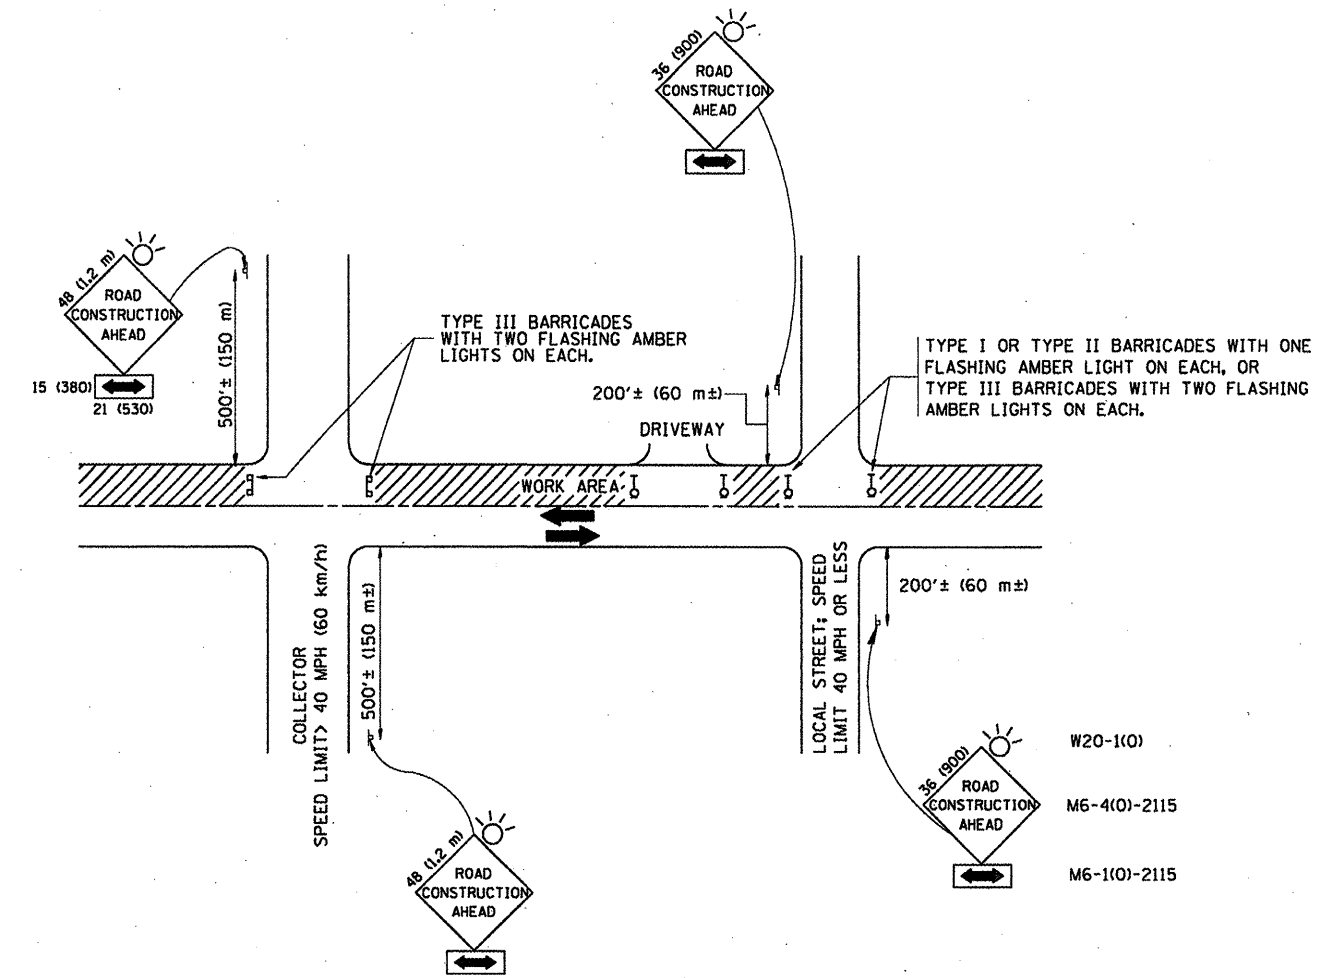 36 (900)
ROAD
CONSTRUCTION
AHEAD
48 (1.2 m)
ROAD
CONSTRUCTION
AHEAD
15 (380)
21 (530)
500'± (150 m)
TYPE III BARRICADES
WITH TWO FLASHING AMBER
LIGHTS ON EACH.
200'± (60 m±)
DRIVEWAY
TYPE I OR TYPE II BARRICADES WITH ONE
FLASHING AMBER LIGHT ON EACH, OR
TYPE III BARRICADES WITH TWO FLASHING
AMBER LIGHTS ON EACH.
WORK AREA
COLLECTOR
SPEED LIMIT> 40 MPH (60 km/h)
500'± (150 m±)
LOCAL STREET; SPEED
LIMIT 40 MPH OR LESS
200'± (60 m±)
48 (1.2 m)
ROAD
CONSTRUCTION
AHEAD
36 (900)
ROAD
CONSTRUCTION
AHEAD
W20-1(O)
M6-4(O)-2115
M6-1(O)-2115